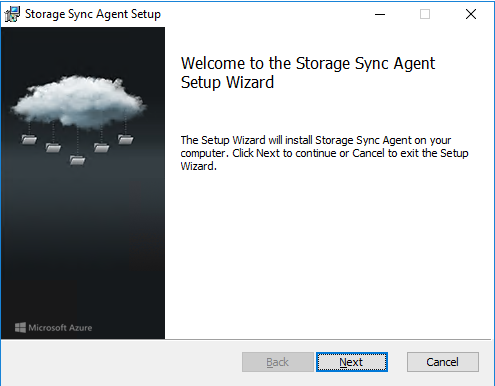 Storage Sync Agent Setup
Welcome to the Storage Sync Agent
Setup Wizard
The Setup Wizard will install Storage Sync Agent on your
computer. Click Next to continue or Cancel to exit the Setup
Wizard.
Microsoft Azure
Back
Next
Cancel